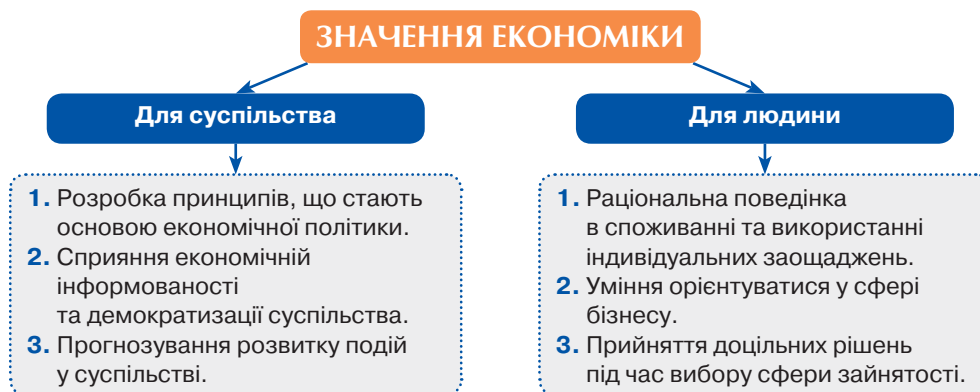 ЗНАЧЕННЯ ЕКОНОМІКИ
Для суспільства
1. Розробка принципів, що стають
основою економічної політики.
2. Сприяння економічній
інформованості
та демократизації суспільства.
3. Прогнозування розвитку подій
у суспільстві.
Для людини
1. Раціональна поведінка
в споживанні та використанні
індивідуальних заощаджень.
2. Уміння орієнтуватися у сфері
бізнесу.
3. Прийняття доцільних рішень
під час вибору сфери зайнятості.